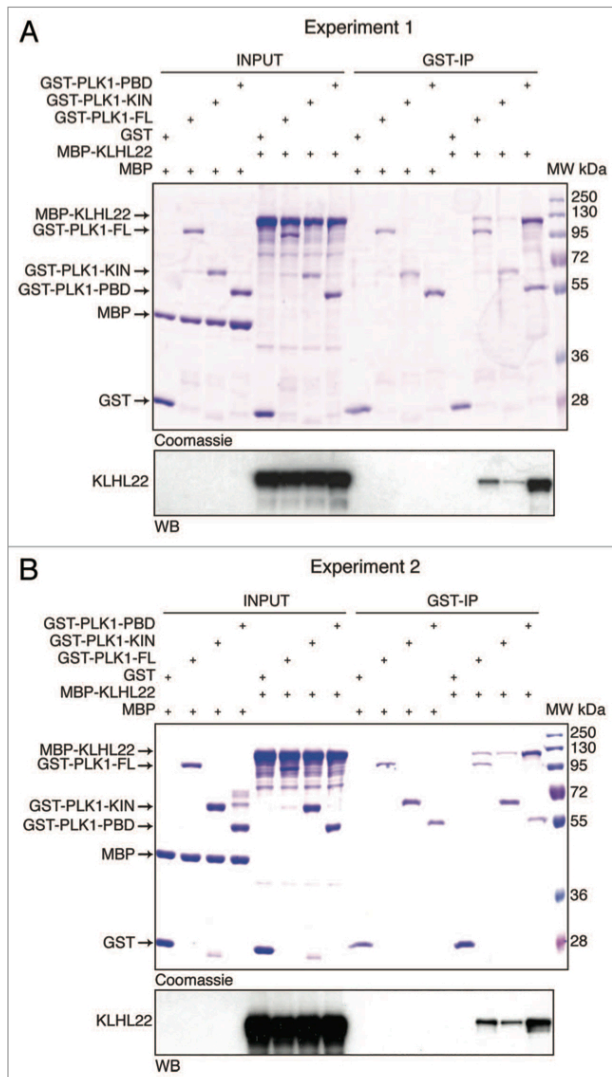 A
Experiment 1
INPUT GST-IP
GST-PLK1-PBD + + + +
GST-PLK1-KIN + + + +
GST-PLK1-FL + + + +
GST + + + +
MBP-KLHL22 + + + + + + + +
MBP + + + + + + + + MW kDa
MBP-KLHL22
GST-PLK1-FL
GST-PLK1-KIN
GST-PLK1-PBD
MBP
GST
250
130
95
72
55
36
28
Coomassie
KLHL22
WB
B
Experiment 2
INPUT GST-IP
GST-PLK1-PBD + + + +
GST-PLK1-KIN + + + +
GST-PLK1-FL + + + +
GST + + + +
MBP-KLHL22 + + + + + + + +
MBP + + + + + + + + MW kDa
MBP-KLHL22
GST-PLK1-FL
GST-PLK1-KIN
GST-PLK1-PBD
MBP
GST
250
130
95
72
55
36
28
Coomassie
KLHL22
WB